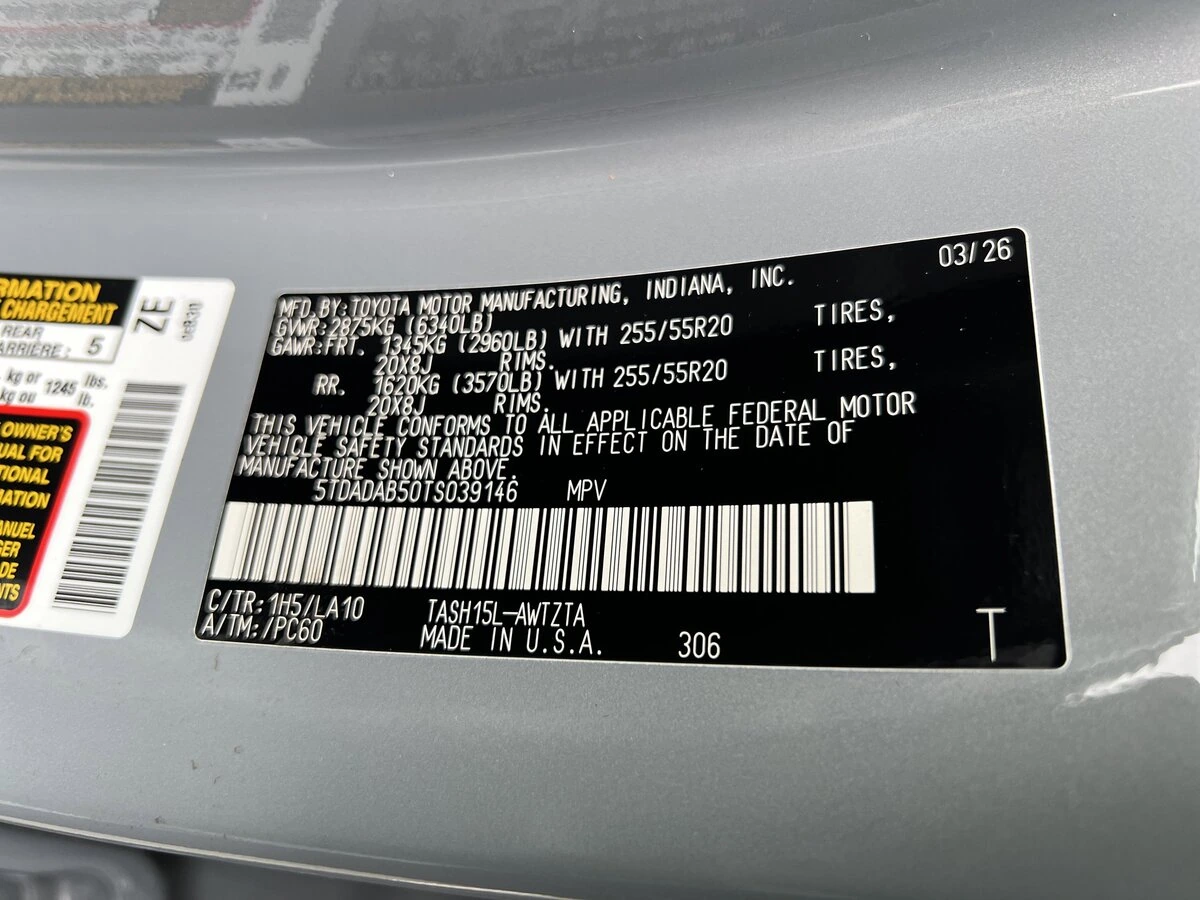 RMATION
CHARGEMENT
REAR
ARRIERE: 5
kg or 1245 lbs.
kg ou lb.
OWNER'S
UAL FOR
TIONAL
MATION
ANUEL
GER
DE
NTS
ZE
03/26
MFD.BY:TOYOTA MOTOR MANUFACTURING, INDIANA, INC.
GVWR:2875KG (6340LB)
GAWR:FRT. 1345KG (2960LB) WITH 255/55R20 TIRES,
20X8J RIMS.
RR. 1620KG (3570LB) WITH 255/55R20 TIRES,
20X8J RIMS.
THIS VEHICLE CONFORMS TO ALL APPLICABLE FEDERAL MOTOR
VEHICLE SAFETY STANDARDS IN EFFECT ON THE DATE OF
MANUFACTURE SHOWN ABOVE.
5TDADAB50TS039146 MPV
C/TR:1H5/LA10 TASH15L-AWTZTA
A/TM:/PC60 MADE IN U.S.A. 306 T